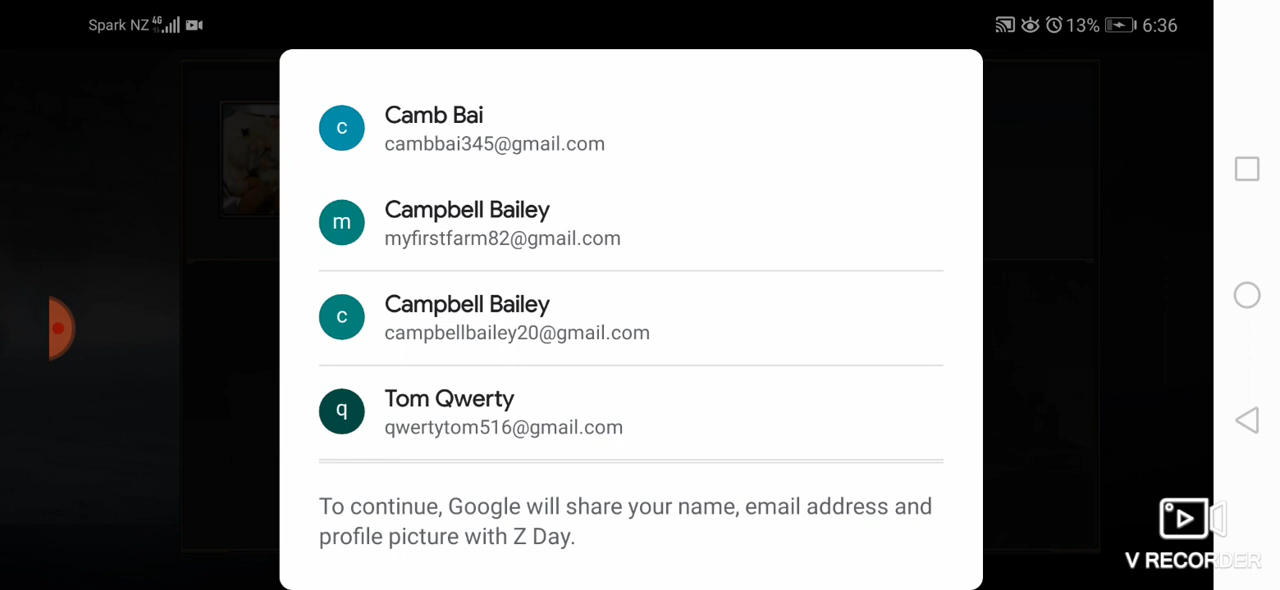 Spark NZ 4G
13% 6:36
c
Camb Bai
cambbai345@gmail.com
m
Campbell Bailey
myfirstfarm82@gmail.com
c
Campbell Bailey
campbellbailey20@gmail.com
q
Tom Qwerty
qwertytom516@gmail.com
To continue, Google will share your name, email address and
profile picture with Z Day.
V RECORDER